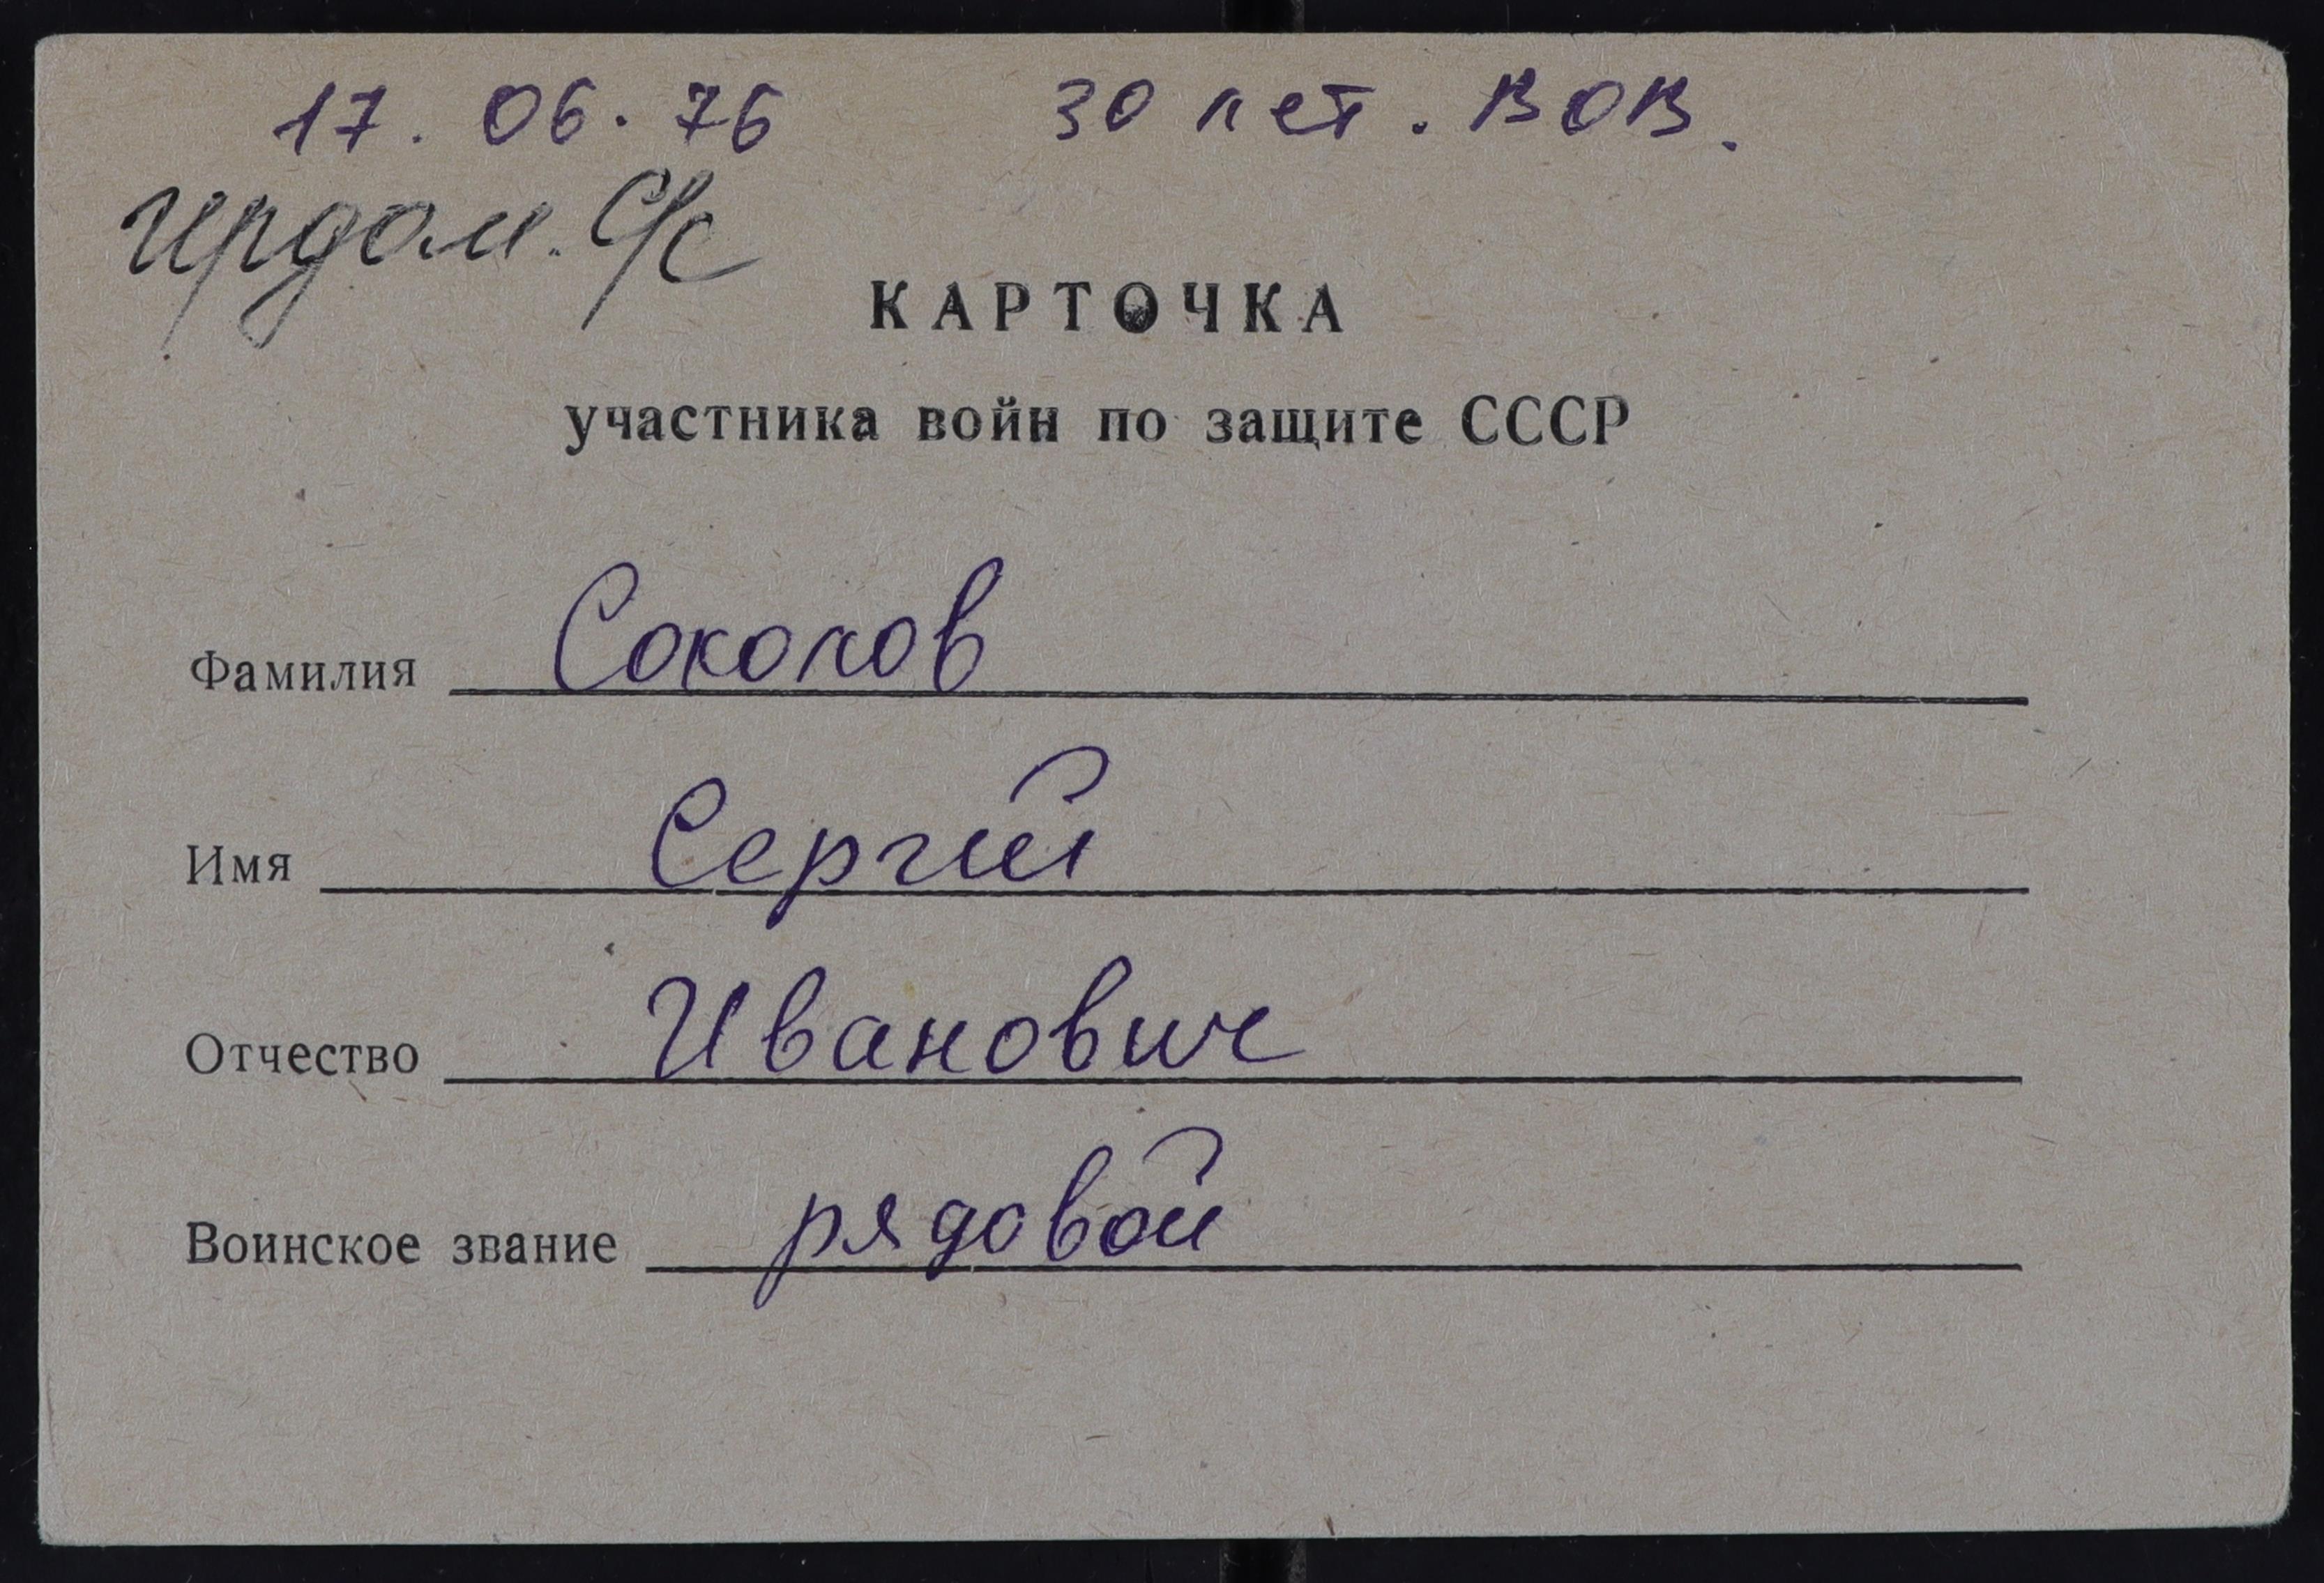 17. 06. 76 30 лет. ВОВ.
Ирдом. С/с
КАРТОЧКА
участника войн по защите СССР
Фамилия Соколов
Имя Сергей
Отчество Иванович
Воинское звание рядовой